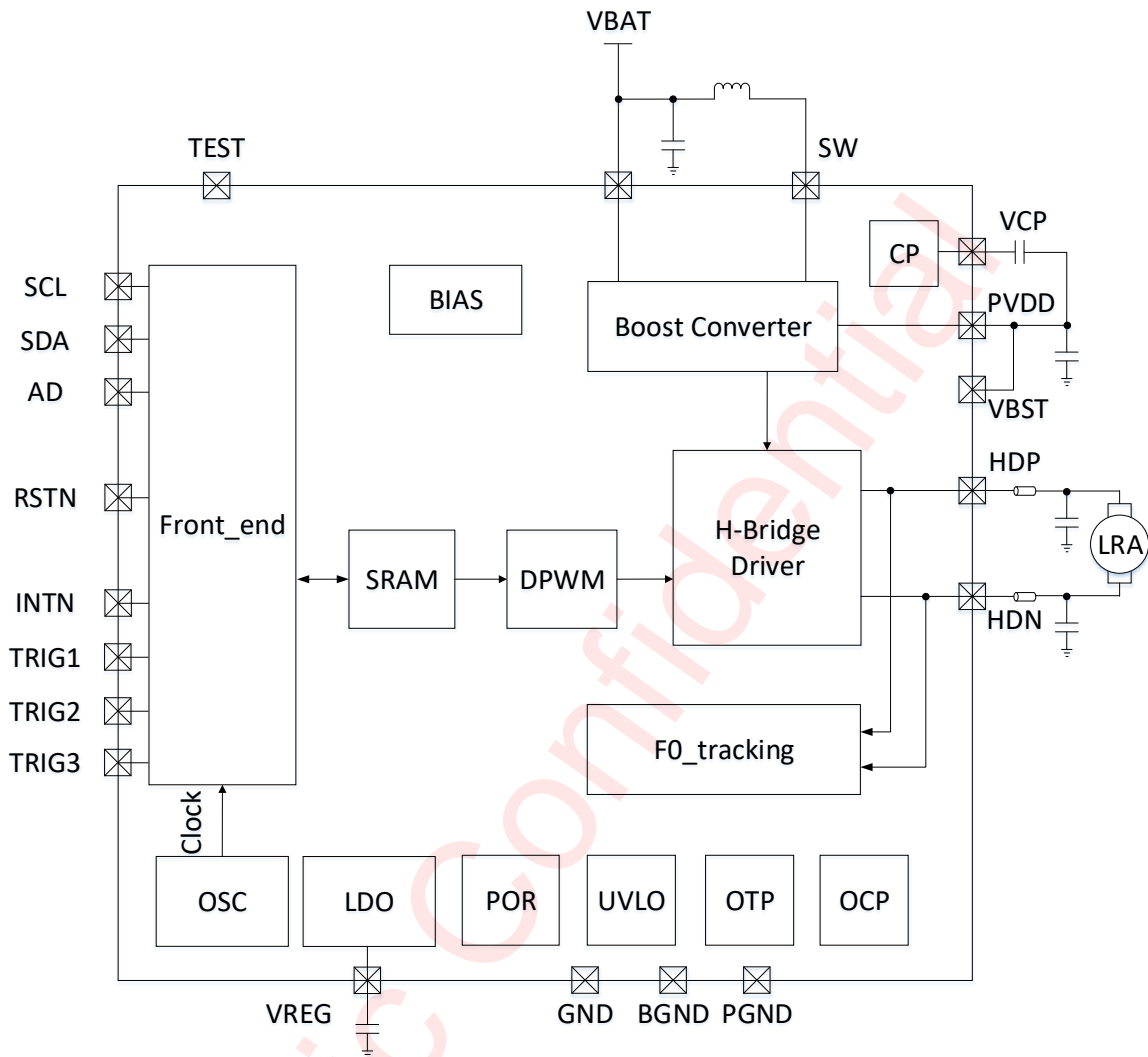 VBAT
TEST
SW
VCP
CP
SCL
BIAS
SDA
Boost Converter
PVDD
AD
VBST
HDP
RSTN
Front_end
H-Bridge
Driver
LRA
SRAM
DPWM
INTN
HDN
TRIG1
TRIG2
TRIG3
F0_tracking
Clock
OSC
LDO
POR
UVLO
OTP
OCP
VREG
GND
BGND
PGND
ic Confidential